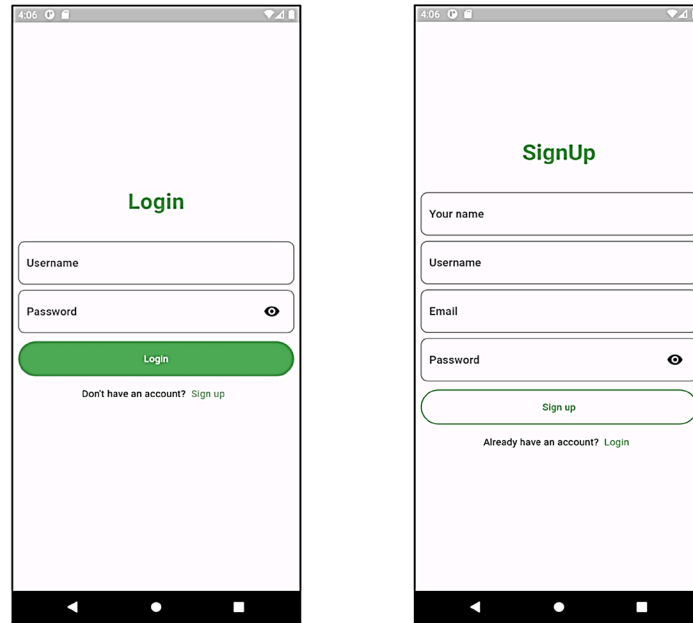 4:06
Login
Username
Password
Login
Don't have an account? Sign up
4:06
SignUp
Your name
Username
Email
Password
Sign up
Already have an account? Login